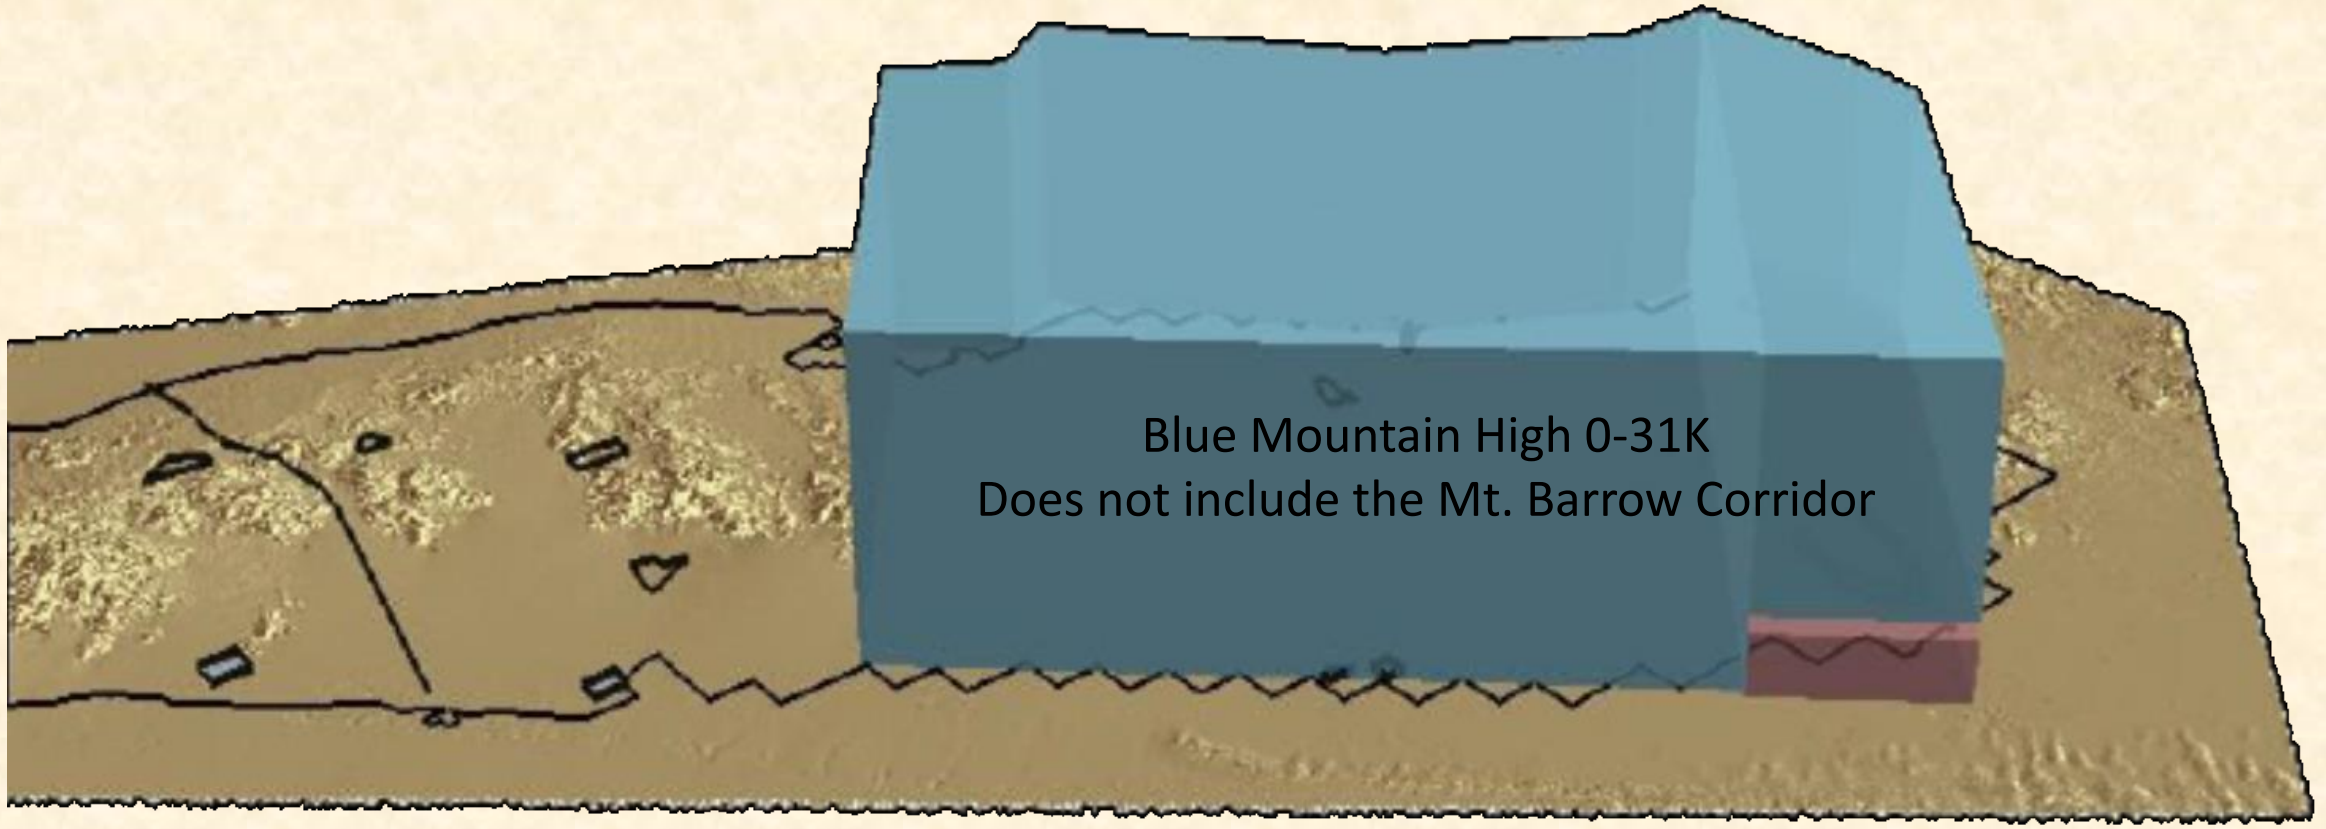 Blue Mountain High 0-31K
Does not include the Mt. Barrow Corridor